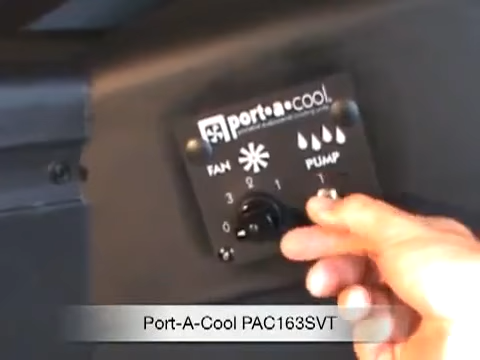 port•a•cool
FAN
PUMP
2
3 1 1
0
Port-A-Cool PAC163SVT